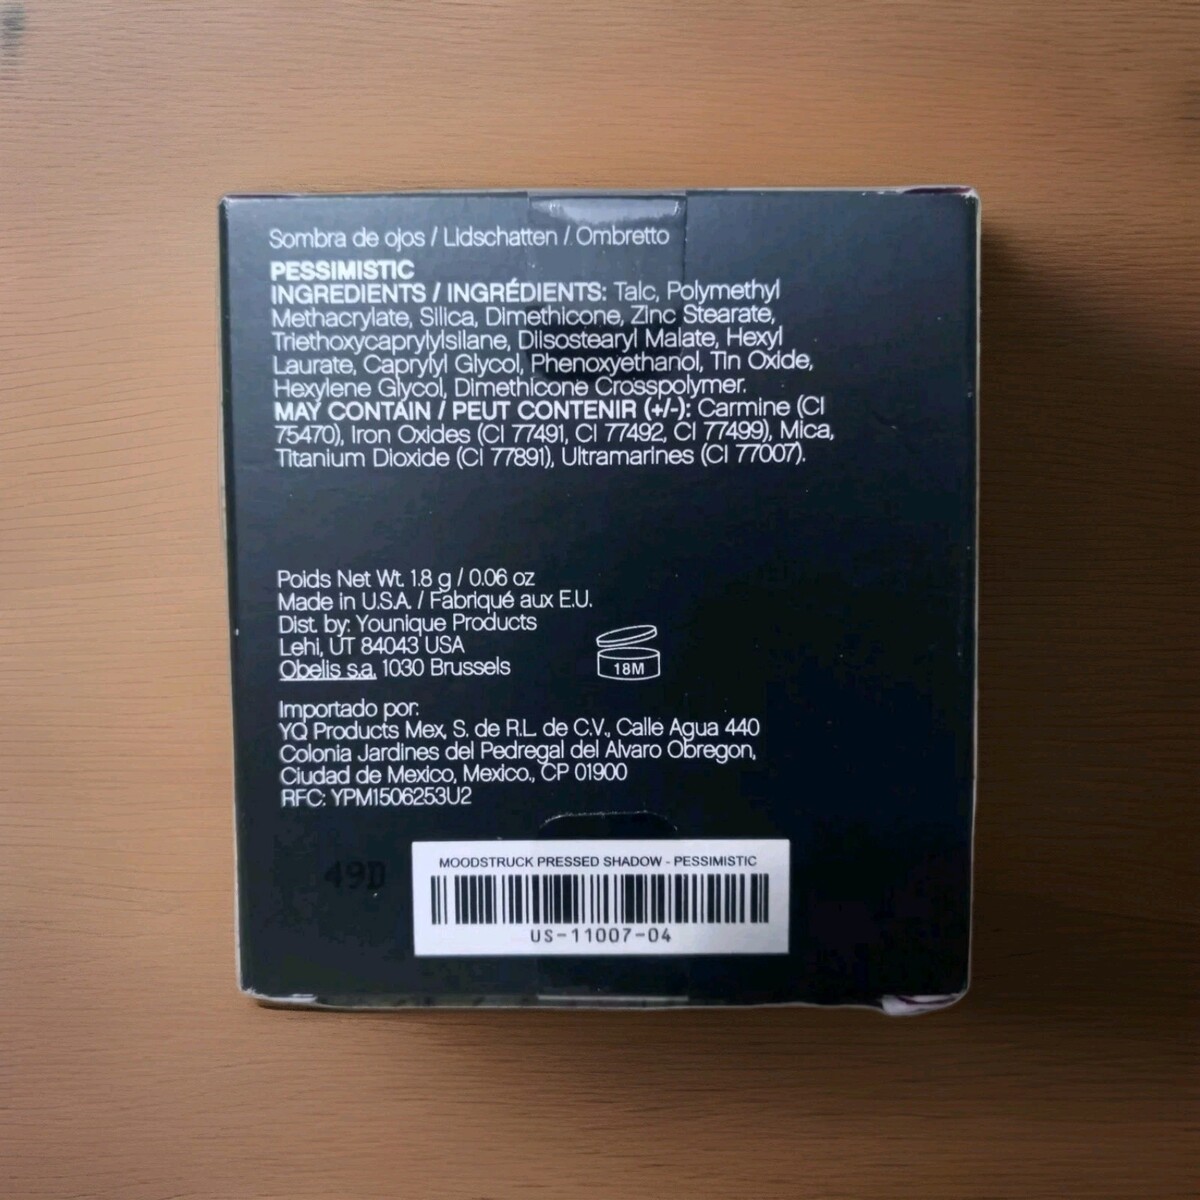 Sombra de ojos / Lidschatten / Ombretto
PESSIMISTIC
INGREDIENTS / INGRÉDIENTS: Talc, Polymethyl
Methacrylate, Silica, Dimethicone, Zinc Stearate,
Triethoxycaprylylsilane, Diisostearyl Malate, Hexyl
Laurate, Caprylyl Glycol, Phenoxyethanol, Tin Oxide,
Hexylene Glycol, Dimethicone Crosspolymer.
MAY CONTAIN / PEUT CONTENIR (+/-): Carmine (CI
75470), Iron Oxides (CI 77491, CI 77492, CI 77499), Mica,
Titanium Dioxide (CI 77891), Ultramarines (CI 77007).
Poids Net Wt. 1.8 g / 0.06 oz
Made in U.S.A. / Fabriqué aux E.U.
Dist. by: Younique Products
Lehi, UT 84043 USA
Obelis s.a. 1030 Brussels
18M
Importado por:
YQ Products Mex, S. de R.L. de C.V., Calle Agua 440
Colonia Jardines del Pedregal del Alvaro Obregon,
Ciudad de Mexico, Mexico., CP 01900
RFC: YPM1506253U2
49D
MOODSTRUCK PRESSED SHADOW - PESSIMISTIC
US-11007-04